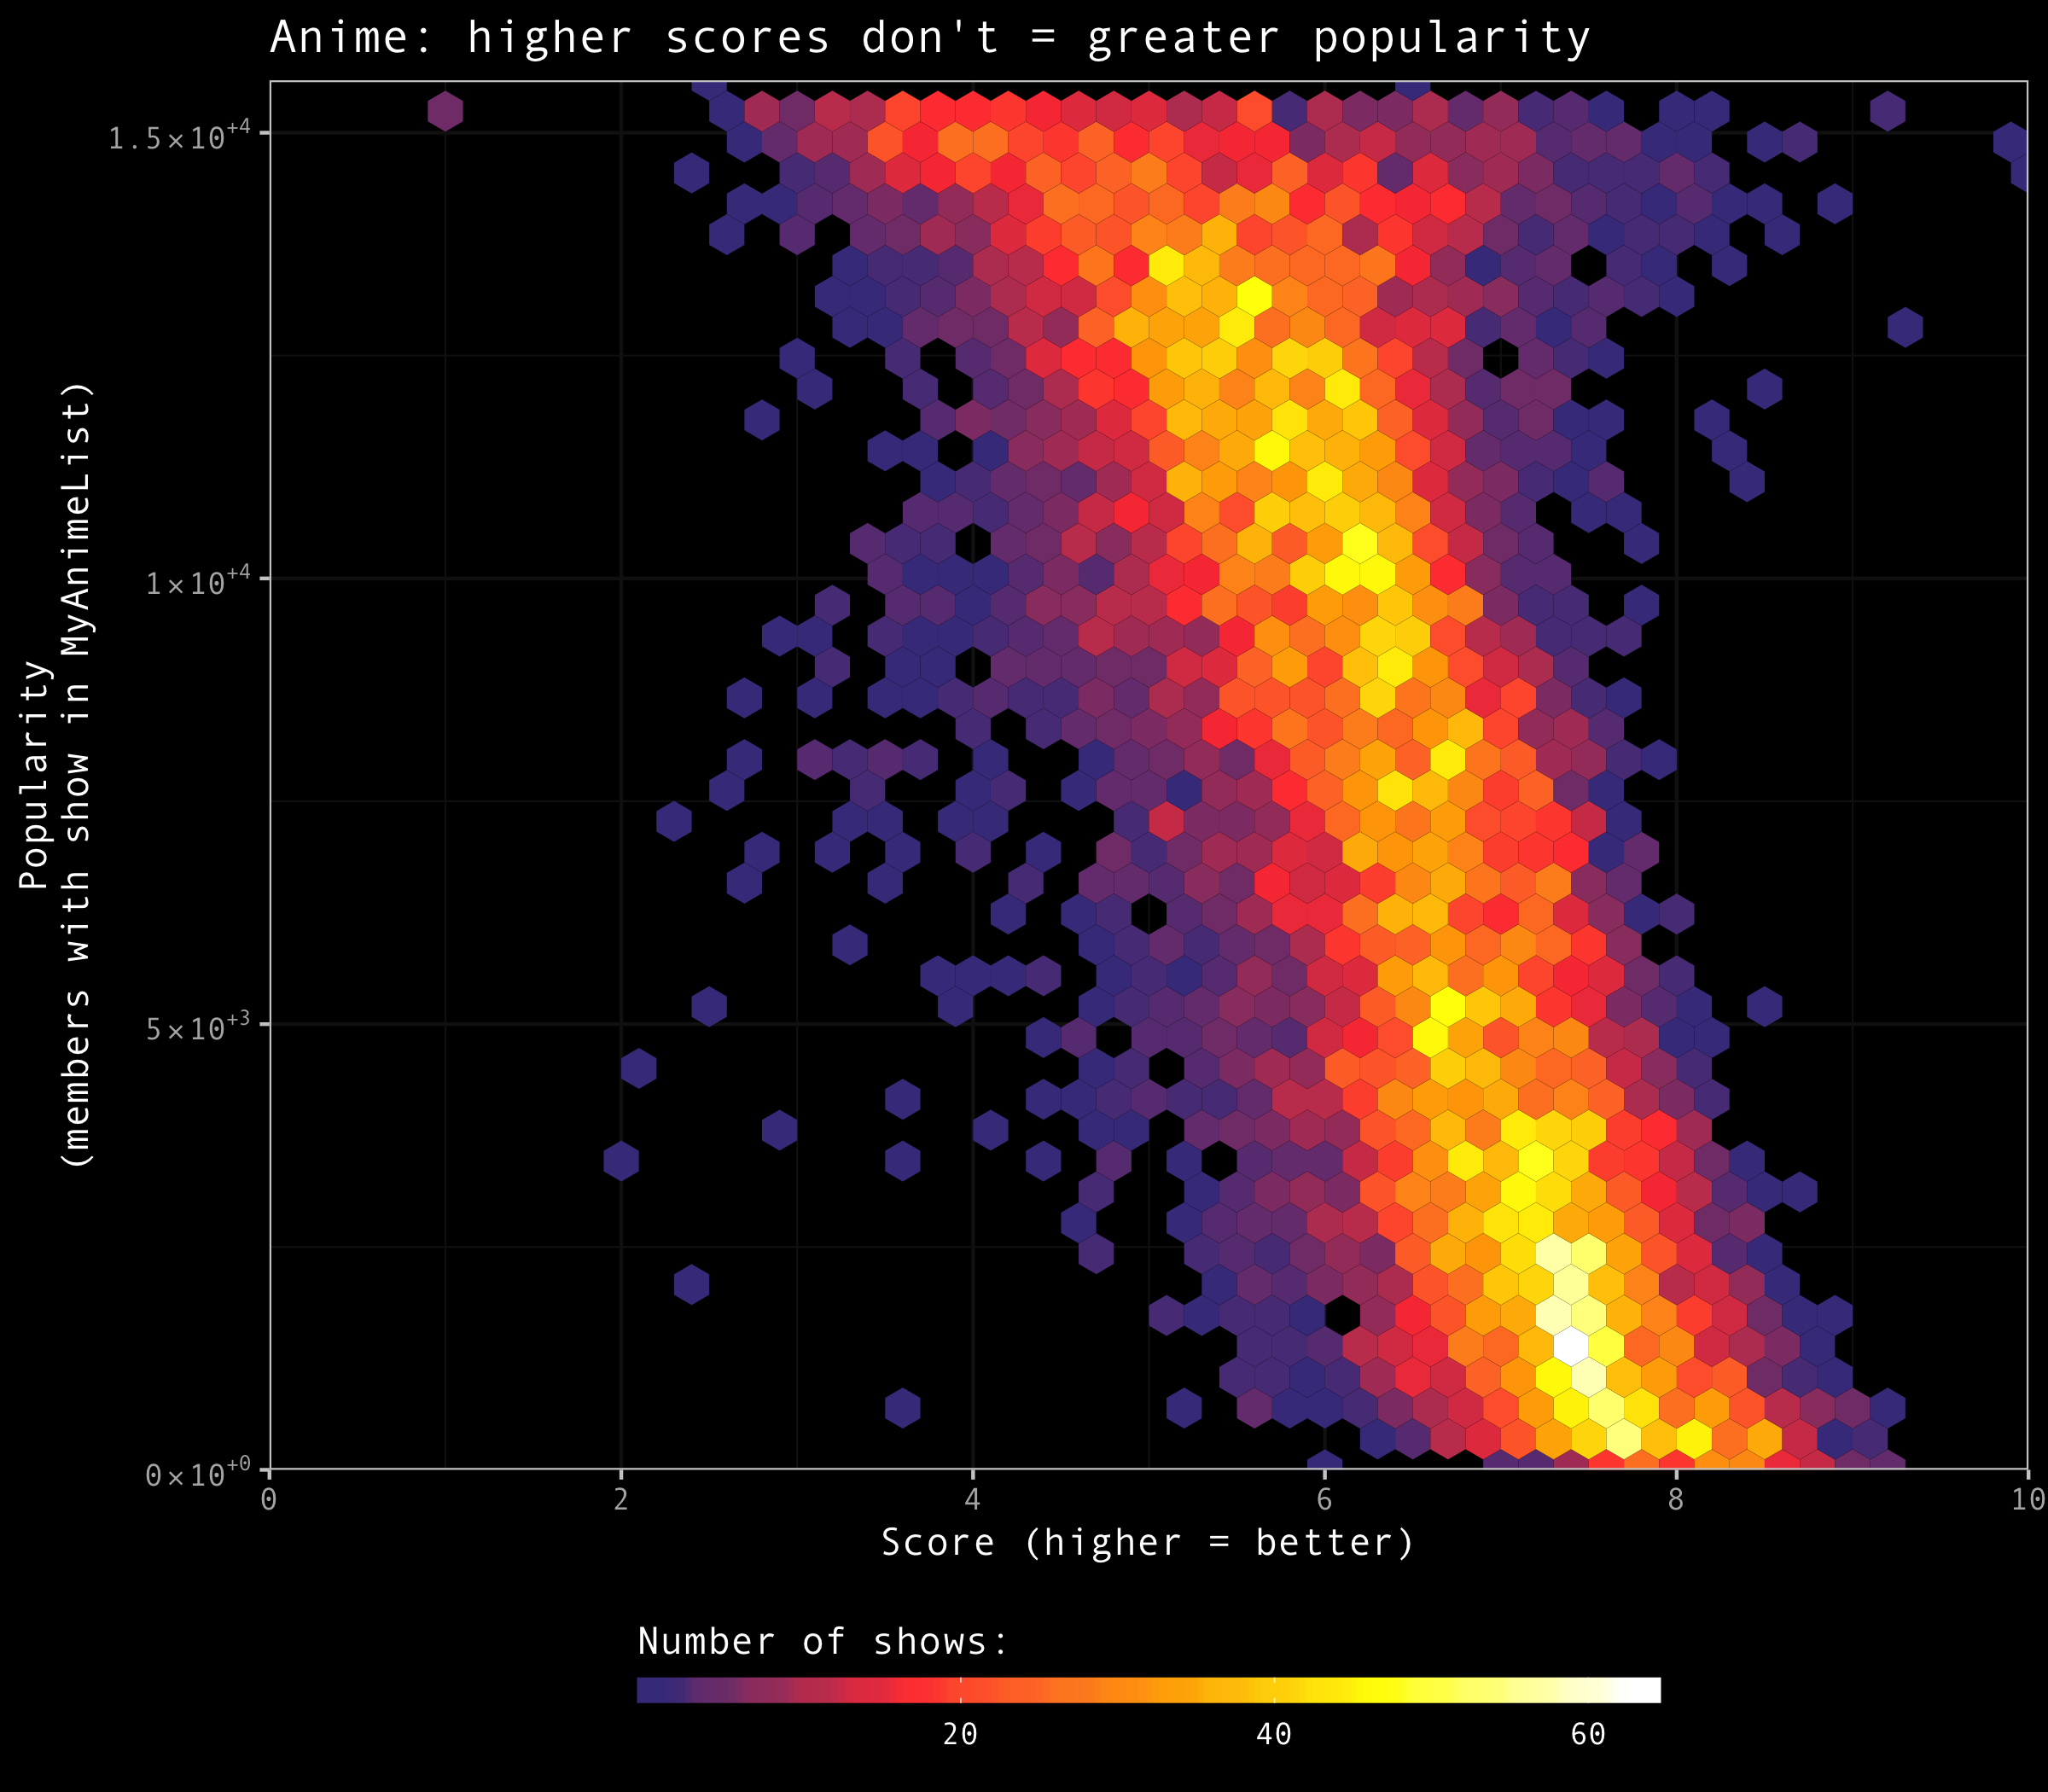 Anime: higher scores don't = greater popularity
Popularity
(members with show in MyAnimeList)
1.5×10⁺⁴
1×10⁺⁴
5×10⁺³
0×10⁺⁰
0 2 4 6 8 10
Score (higher = better)
Number of shows:
20 40 60